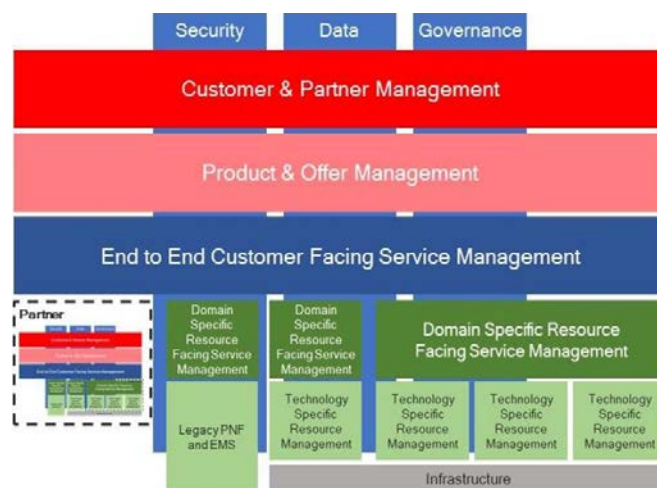 Security Data Governance
Customer & Partner Management
Product & Offer Management
End to End Customer Facing Service Management
Partner
Domain
Specific
Resource
Facing Service
Management
Domain
Specific
Resource
Facing Service
Management
Domain Specific Resource
Facing Service Management
Legacy PNF
and EMS
Technology
Specific
Resource
Management
Technology
Specific
Resource
Management
Technology
Specific
Resource
Management
Technology
Specific
Resource
Management
Infrastructure